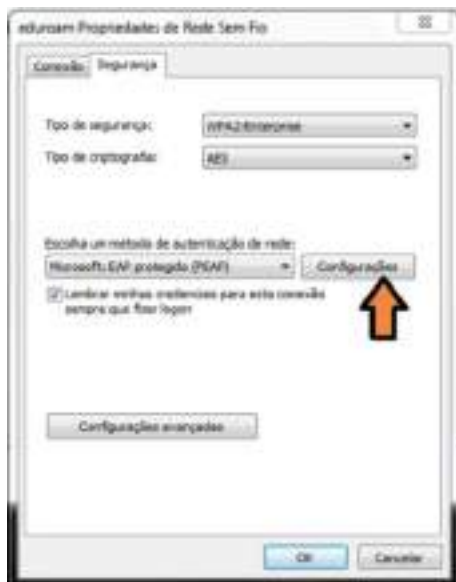 eduroam Propriedades de Rede Sem Fio
Conexão Segurança
Tipo de segurança: WPA2-Enterprise
Tipo de criptografia: AES
Escolha um método de autenticação de rede:
Microsoft: EAP protegido (PEAP) Configurações
Lembrar minhas credenciais para esta conexão
sempre que fizer logon
Configurações avançadas
OK Cancelar